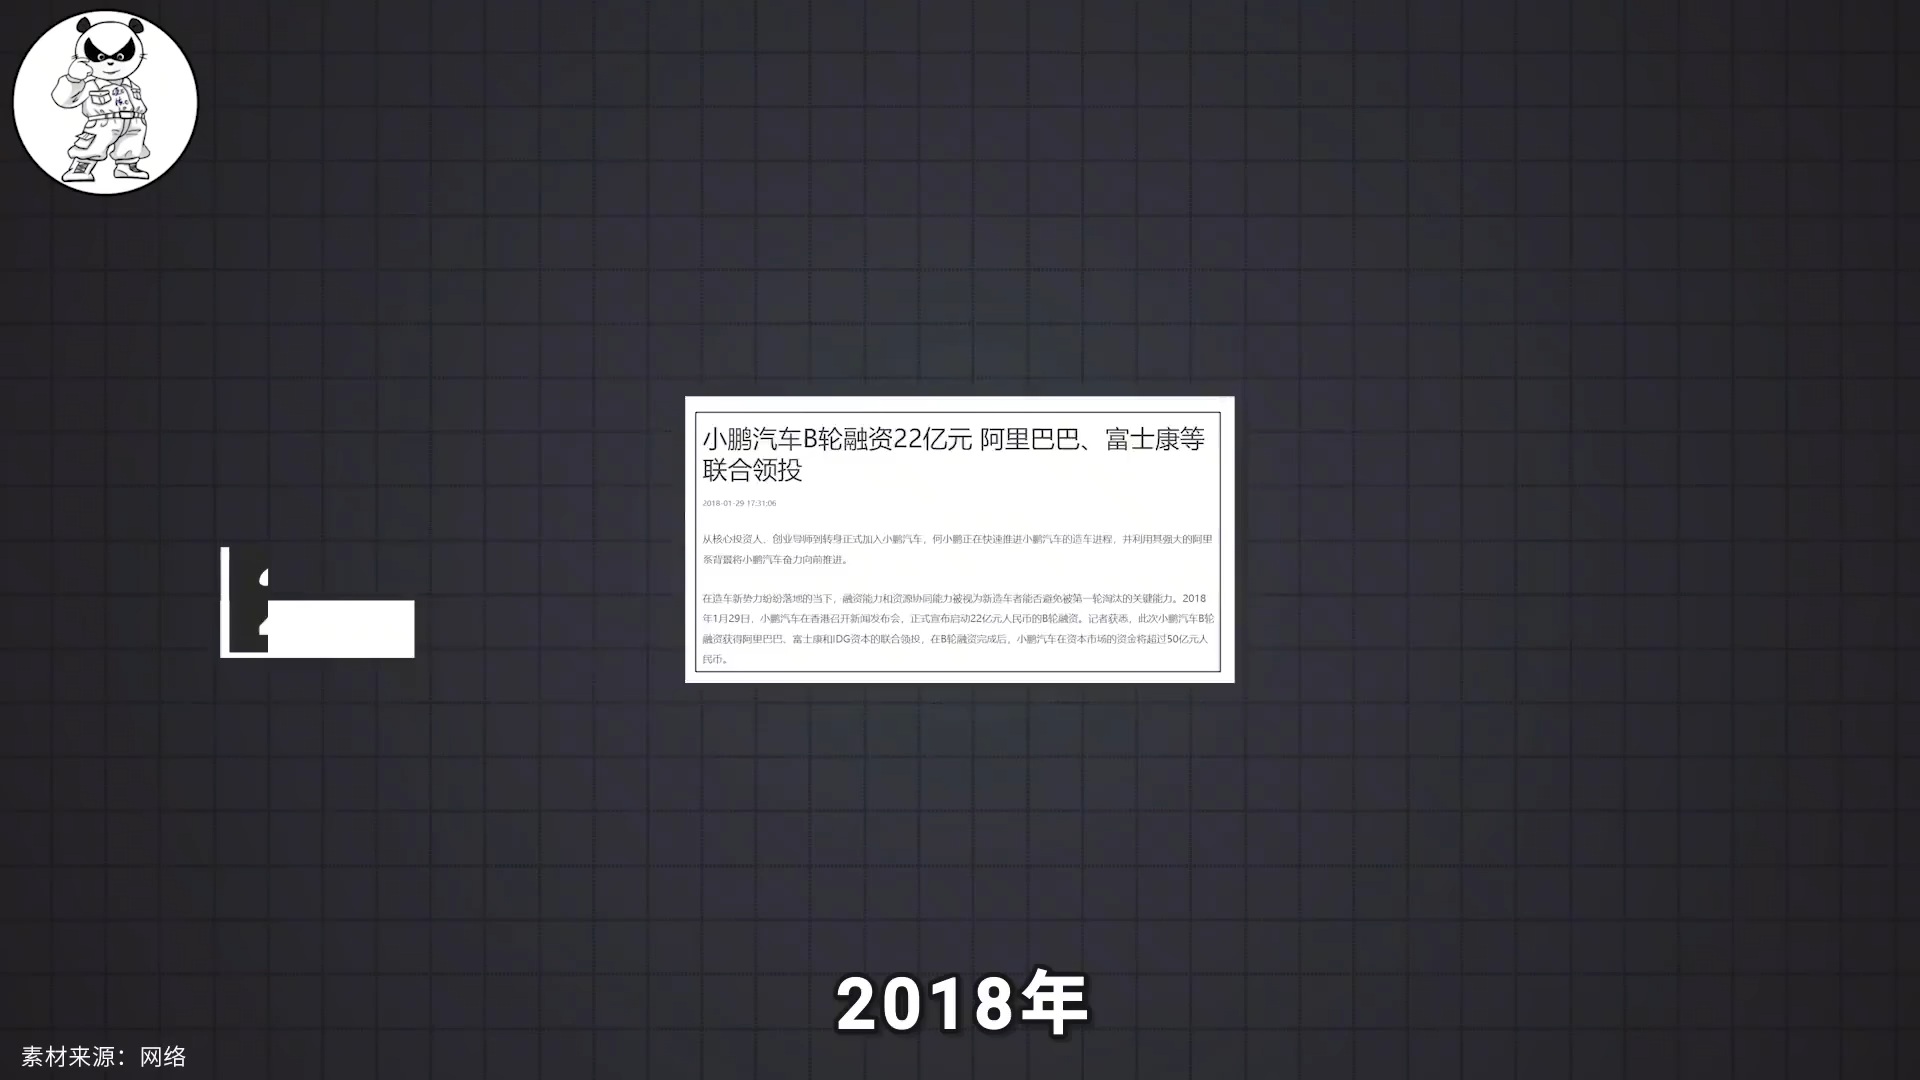 小鹏汽车B轮融资22亿元 阿里巴巴、富士康等
联合领投
2018-01-29 17:31:06
从核心投资人、创业导师到转身正式加入小鹏汽车，何小鹏正在快速推进小鹏汽车的造车进程，并利用其强大的阿里
系背景将小鹏汽车奋力向前推进。
在造车新势力纷纷落地的当下，融资能力和资源协同能力被视为新造车者能否避免被第一轮淘汰的关键能力。2018
年1月29日，小鹏汽车在香港召开新闻发布会，正式宣布启动22亿元人民币的B轮融资。记者获悉，此次小鹏汽车B轮
融资获得阿里巴巴、富士康和IDG资本的联合领投，在B轮融资完成后，小鹏汽车在资本市场的资金将超过50亿元人
民币。
2018年
素材来源：网络